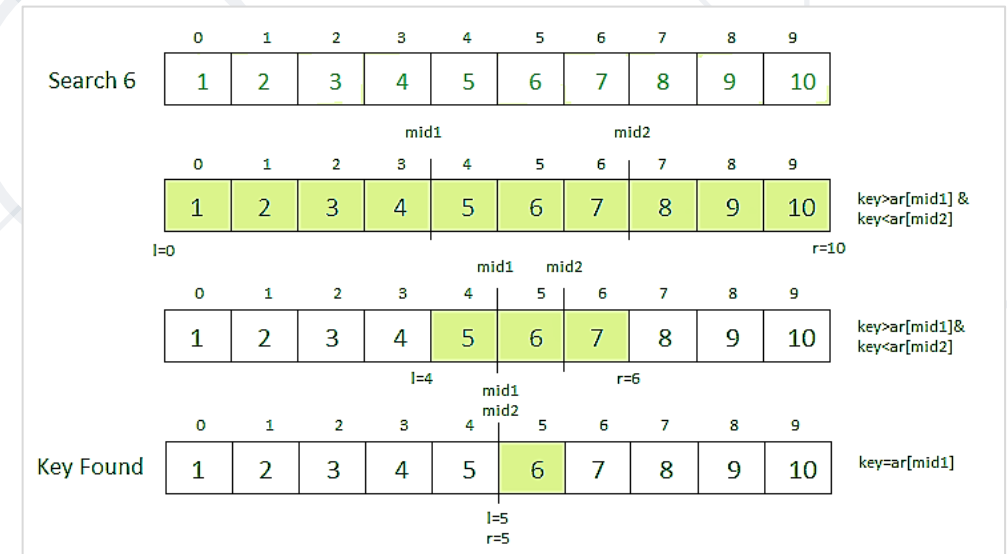 0 1 2 3 4 5 6 7 8 9
Search 6 1 2 3 4 5 6 7 8 9 10
mid1 mid2
0 1 2 3 4 5 6 7 8 9
1 2 3 4 5 6 7 8 9 10
key>ar[mid1] &
key<ar[mid2]
l=0 r=10
mid1 mid2
0 1 2 3 4 5 6 7 8 9
1 2 3 4 5 6 7 8 9 10
key>ar[mid1]&
key<ar[mid2]
l=4 r=6
mid1
mid2
0 1 2 3 4 5 6 7 8 9
Key Found 1 2 3 4 5 6 7 8 9 10 key=ar[mid1]
l=5
r=5